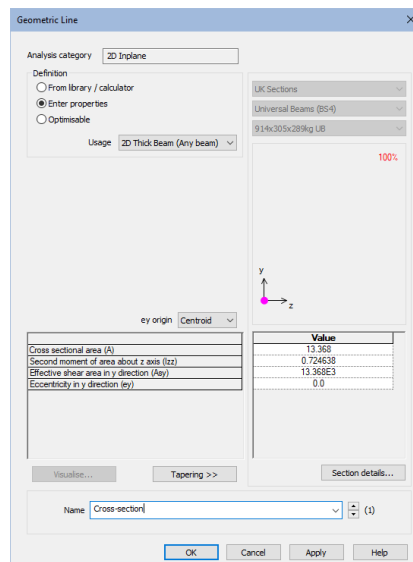 Geometric Line
Analysis category 2D Inplane
Definition
From library / calculator
Enter properties
Optimisable
Usage 2D Thick Beam (Any beam)
UK Sections
Universal Beams (BS4)
914x305x289kg UB
100%
y
z
ey origin Centroid
Value
Cross sectional area (A) 13.368
Second moment of area about z axis (Izz) 0.724638
Effective shear area in y direction (Asy) 13.368E3
Eccentricity in y direction (ey) 0.0
Visualise... Tapering >> Section details...
Name Cross-section (1)
OK Cancel Apply Help